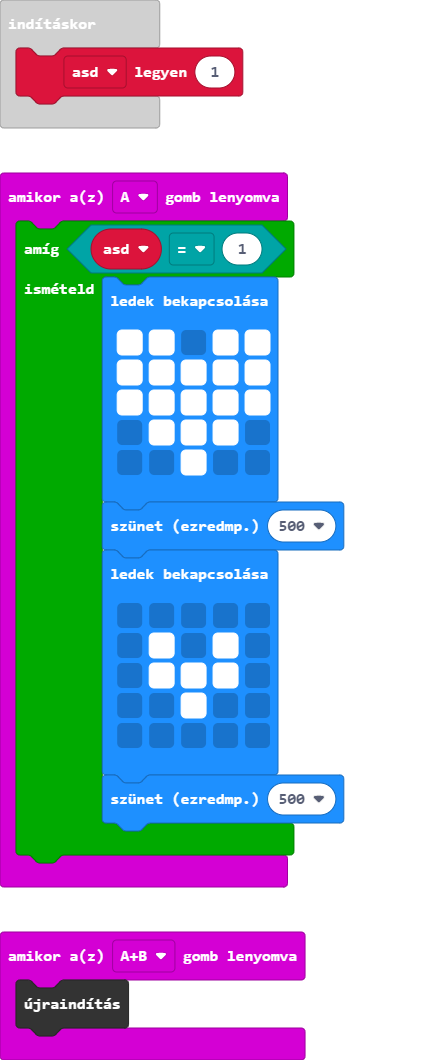 indításkor
asd legyen 1
amikor a(z) A gomb lenyomva
amíg asd = 1
ismételd
ledek bekapcsolása
szünet (ezredmp.) 500
ledek bekapcsolása
szünet (ezredmp.) 500
amikor a(z) A+B gomb lenyomva
újraindítás